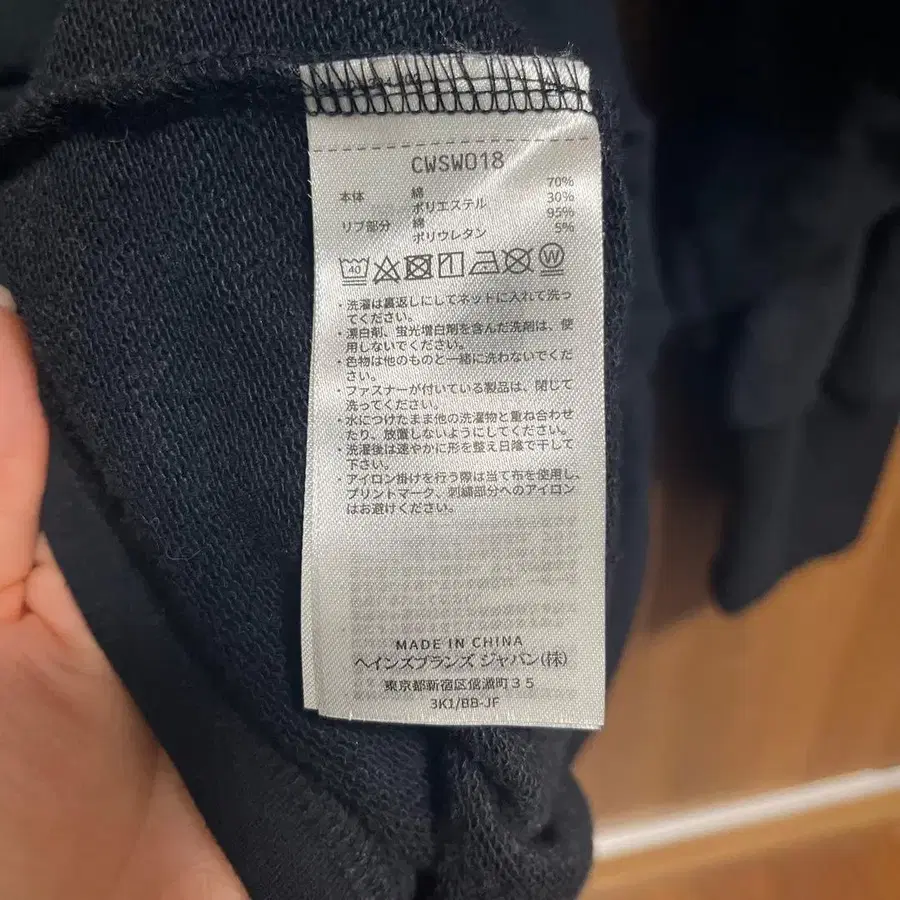 CWSW018
本体 綿 70%
ポリエステル 30%
リブ部分 綿 95%
ポリウレタン 5%
40 W
・洗濯は裏返しにしてネットに入れて洗っ
てください。
・漂白剤、蛍光増白剤を含んだ洗剤は、使
用しないでください。
・色物は他のものと一緒に洗わないでくだ
さい。
・ファスナーが付いている製品は、閉じて
洗ってください。
・水につけたまま他の洗濯物と重ね合わせ
たり、放置しないようにしてください。
・洗濯後は速やかに形を整え日陰で干して
下さい。
・アイロン掛けを行う際は当て布を使用し、
プリントマーク、刺繍部分へのアイロン
はお避けください。
MADE IN CHINA
ヘインズブランズ ジャパン(株)
東京都新宿区信濃町35
3K1/BB-JF